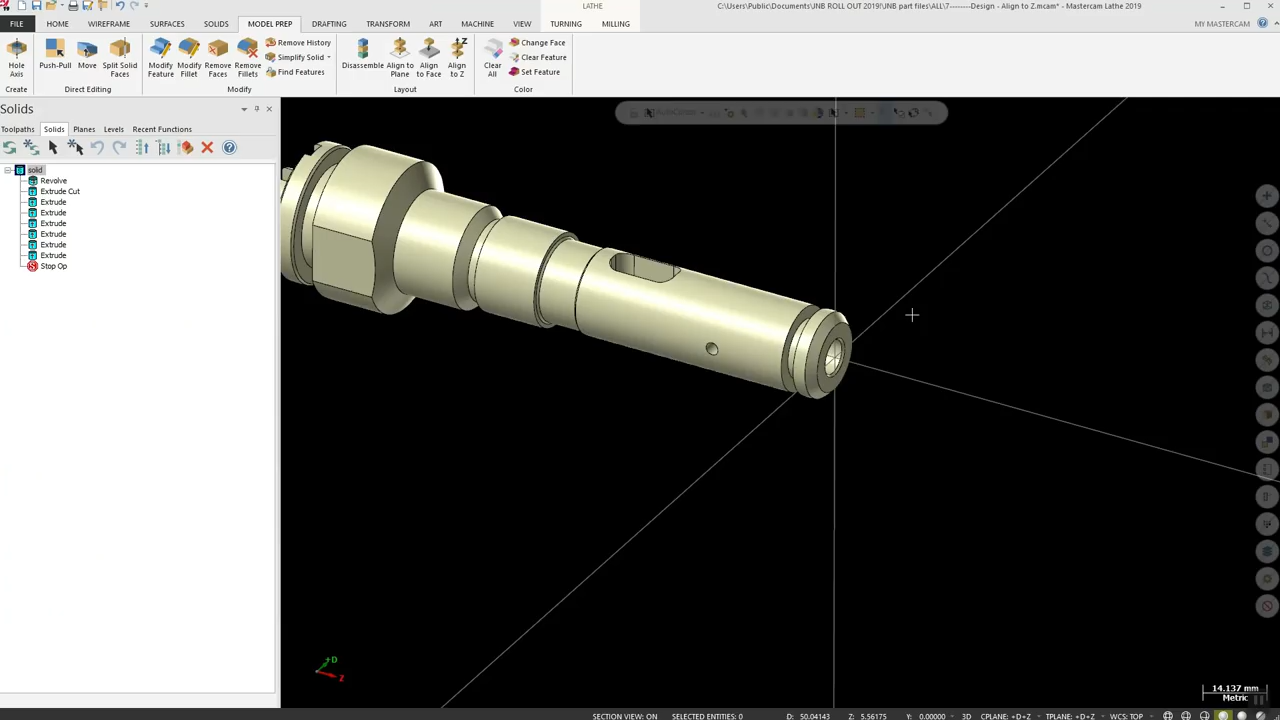 C:\Users\Public\Documents\INB ROLL OUT 2019\INB part files\ALL\7--------Design - Align to Z.mcam* - Mastercam Lathe 2019
LATHE
FILE HOME WIREFRAME SURFACES SOLIDS MODEL PREP DRAFTING TRANSFORM ART MACHINE VIEW TURNING MILLING MY MASTERCAM
Hole Axis
Push-Pull
Move
Split Solid Faces
Modify Feature
Modify Fillet
Remove Faces
Remove Fillets
Remove History
Simplify Solid
Find Features
Disassemble
Align to Plane
Align to Face
Align to Z
Clear All
Change Face
Clear Feature
Set Feature
Create Direct Editing Modify Layout Color
Solids
Toolpaths Solids Planes Levels Recent Functions
solid
Revolve
Extrude Cut
Extrude
Extrude
Extrude
Extrude
Extrude
Extrude
Stop Op
AutoCursor
+D
Z
14.137 mm
Metric
SECTION VIEW: ON SELECTED ENTITIES: 0 D: 50.04143 Z: 5.56175 Y: 0.00000 3D CPLANE: +D+Z TPLANE: +D+Z WCS: TOP